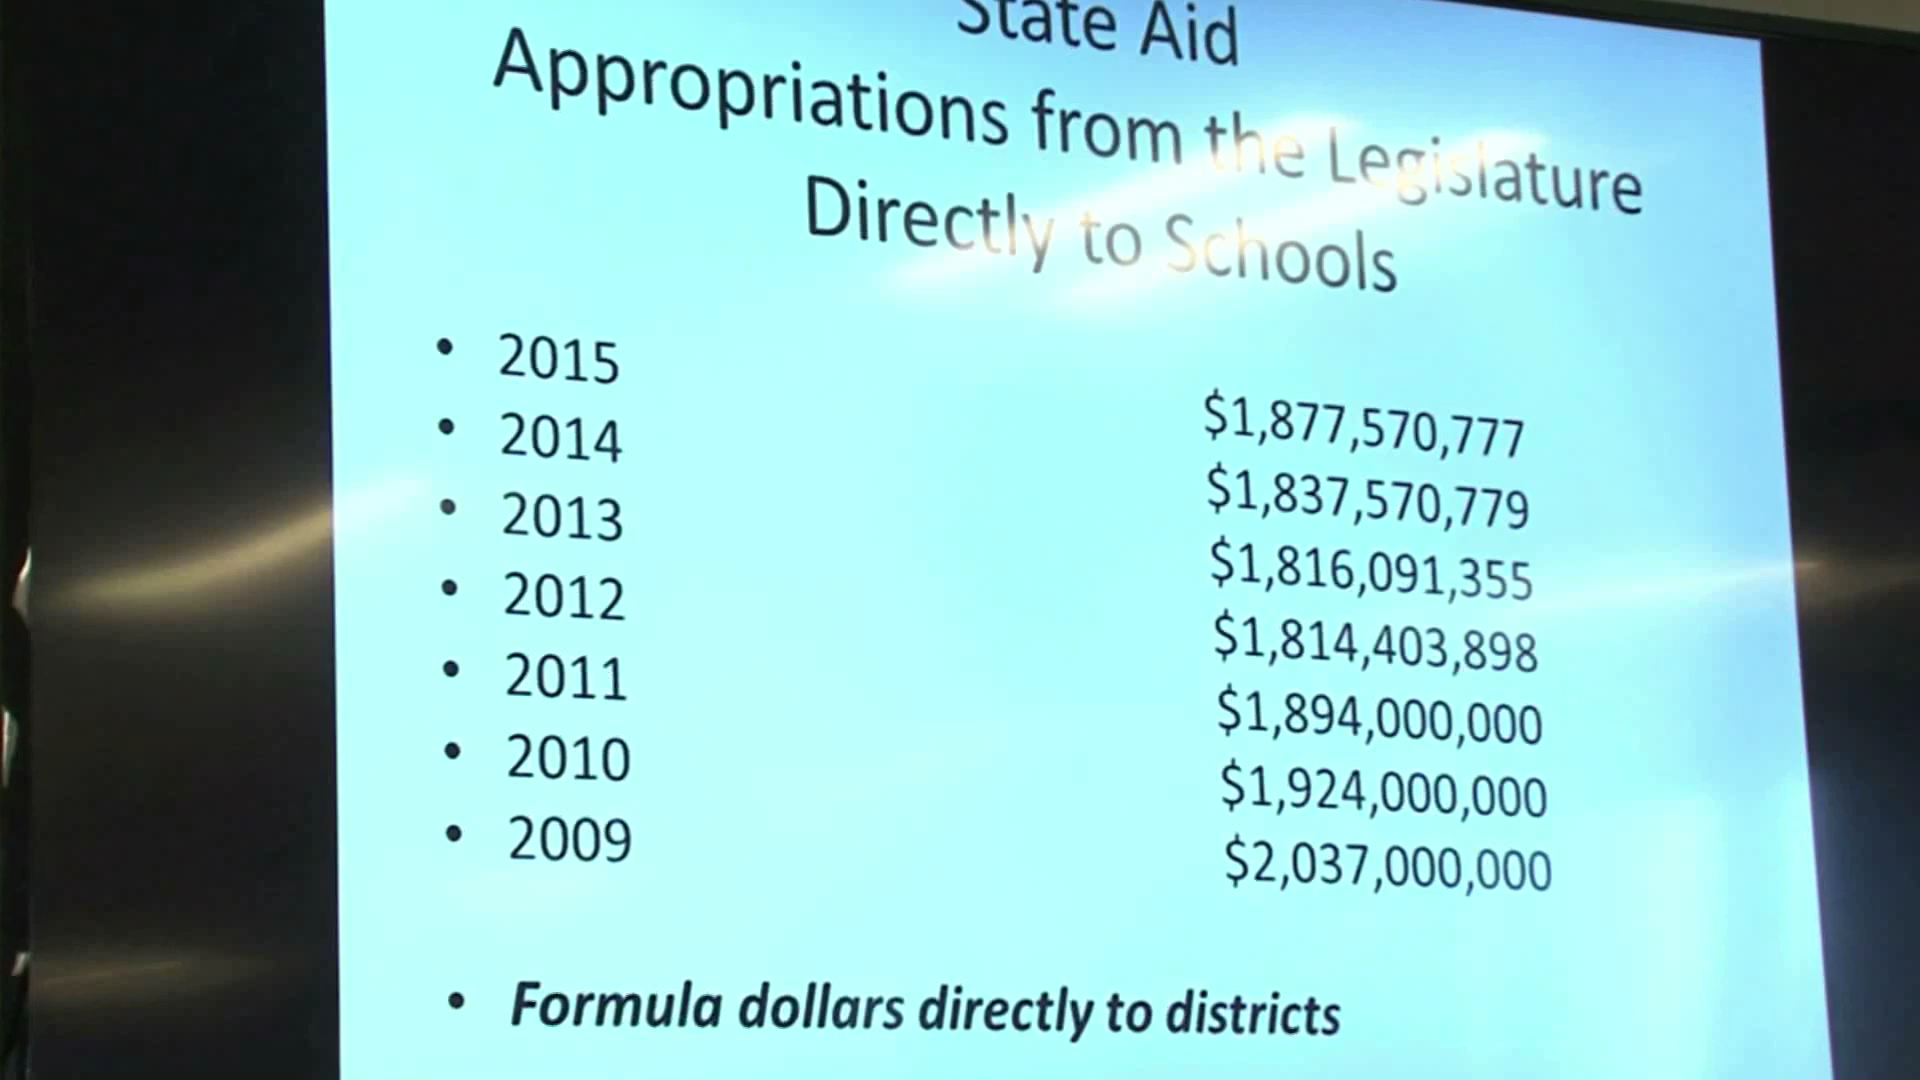 State Aid
Appropriations from the Legislature
Directly to Schools
• 2015 $1,877,570,777
• 2014 $1,837,570,779
• 2013 $1,816,091,355
• 2012 $1,814,403,898
• 2011 $1,894,000,000
• 2010 $1,924,000,000
• 2009 $2,037,000,000
• Formula dollars directly to districts